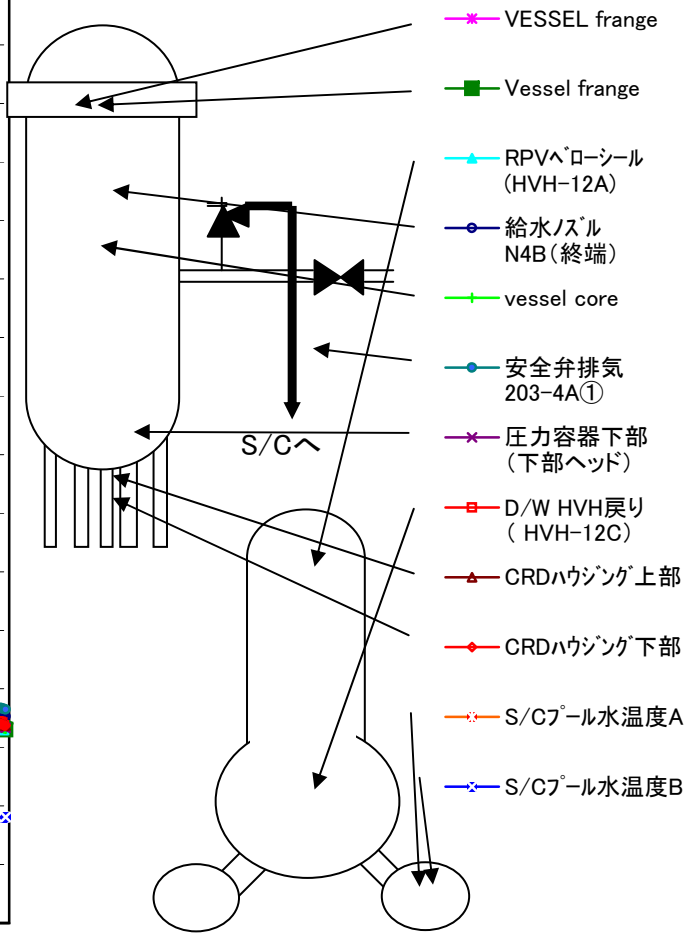 VESSEL frange
Vessel frange
RPVベローシール
(HVH-12A)
給水ノズル
N4B(終端)
vessel core
安全弁排気
203-4A①
圧力容器下部
(下部ヘッド)
D/W HVH戻り
( HVH-12C)
CRDハウジング上部
CRDハウジング下部
S/Cプール水温度A
S/Cプール水温度B
S/Cへ